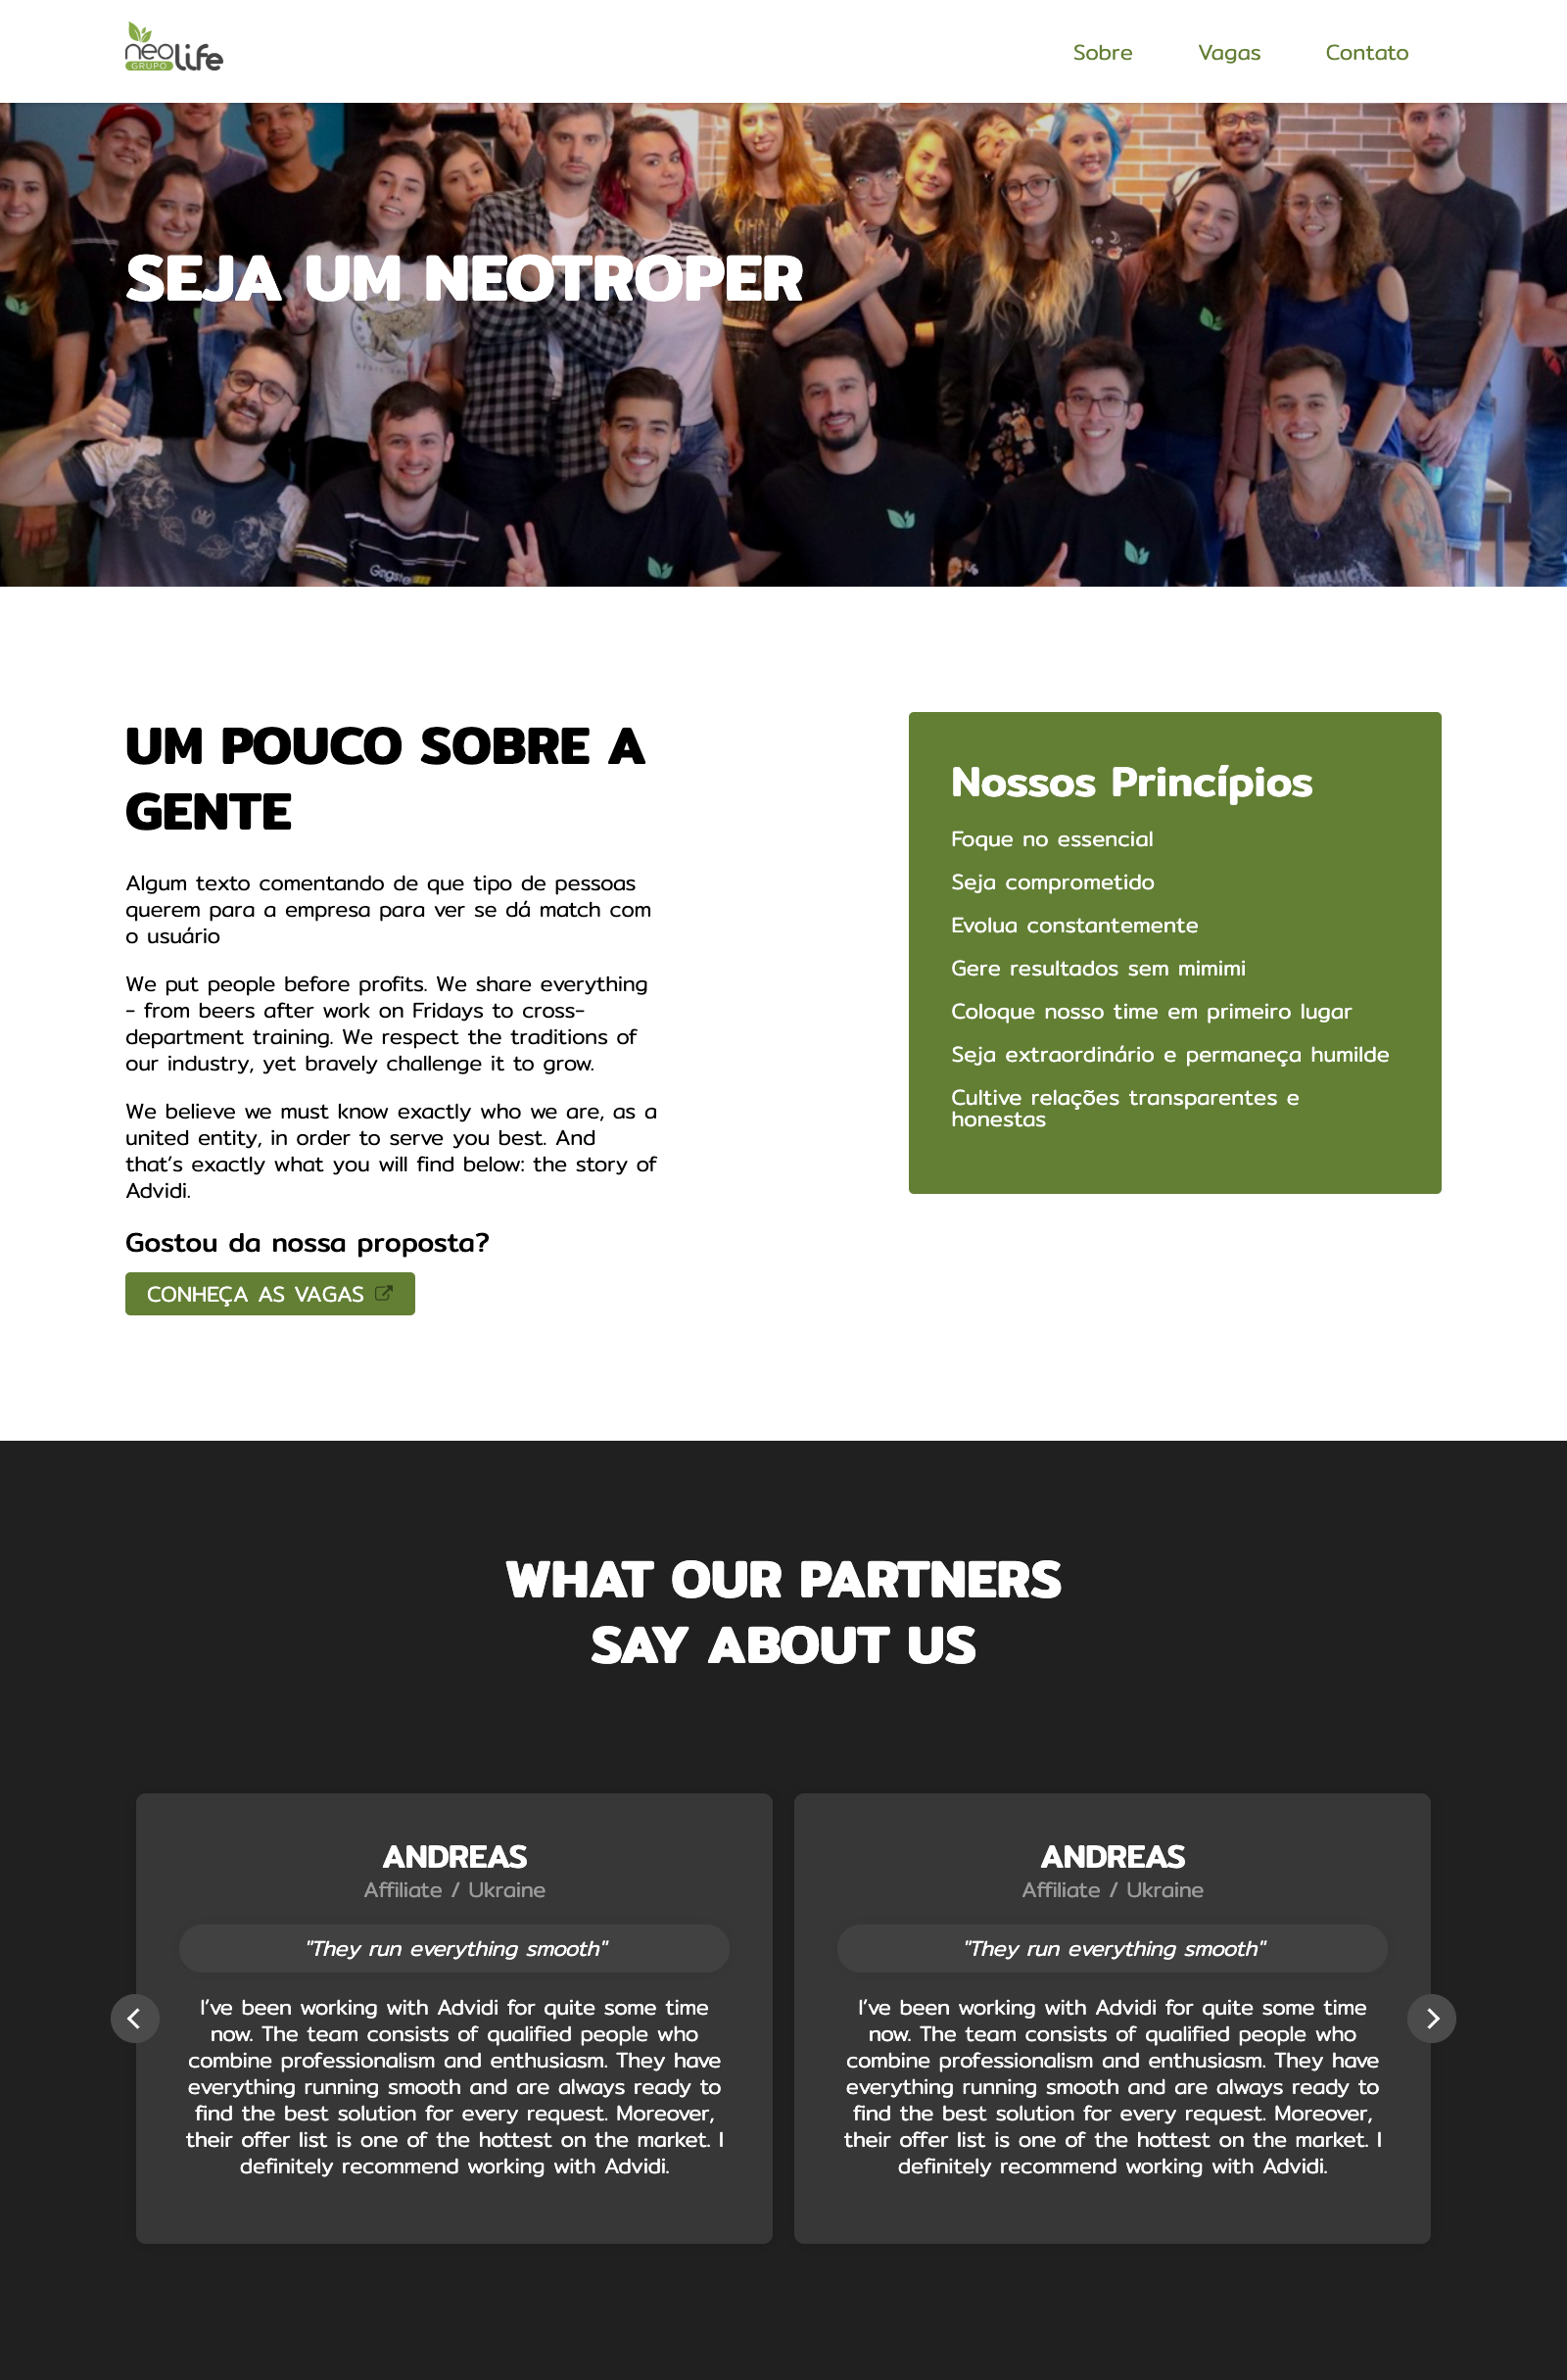 neolife
GRUPO
Sobre Vagas Contato
SEJA UM NEOTROPER
UM POUCO SOBRE A
GENTE
Algum texto comentando de que tipo de pessoas
querem para a empresa para ver se dá match com
o usuário
We put people before profits. We share everything
- from beers after work on Fridays to cross-
department training. We respect the traditions of
our industry, yet bravely challenge it to grow.
We believe we must know exactly who we are, as a
united entity, in order to serve you best. And
that's exactly what you will find below: the story of
Advidi.
Gostou da nossa proposta?
CONHEÇA AS VAGAS
Nossos Princípios
Foque no essencial
Seja comprometido
Evolua constantemente
Gere resultados sem mimimi
Coloque nosso time em primeiro lugar
Seja extraordinário e permaneça humilde
Cultive relações transparentes e
honestas
WHAT OUR PARTNERS
SAY ABOUT US
ANDREAS
Affiliate / Ukraine
"They run everything smooth"
I've been working with Advidi for quite some time
now. The team consists of qualified people who
combine professionalism and enthusiasm. They have
everything running smooth and are always ready to
find the best solution for every request. Moreover,
their offer list is one of the hottest on the market. I
definitely recommend working with Advidi.
ANDREAS
Affiliate / Ukraine
"They run everything smooth"
I've been working with Advidi for quite some time
now. The team consists of qualified people who
combine professionalism and enthusiasm. They have
everything running smooth and are always ready to
find the best solution for every request. Moreover,
their offer list is one of the hottest on the market. I
definitely recommend working with Advidi.